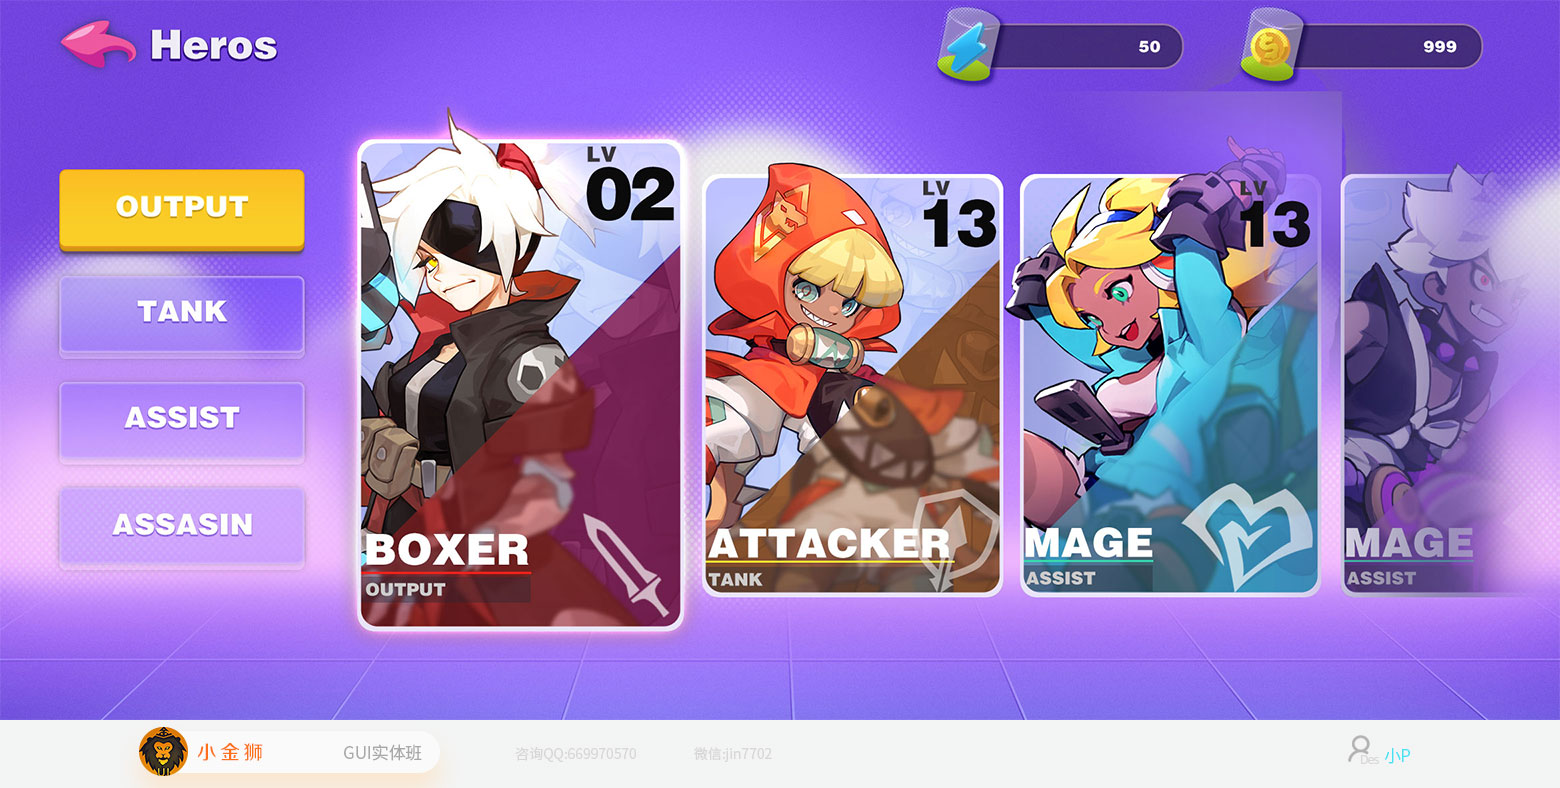 Heros
50
999
OUTPUT
TANK
ASSIST
ASSASIN
LV
02
BOXER
OUTPUT
LV
13
ATTACKER
TANK
LV
13
MAGE
ASSIST
MAGE
ASSIST
小金狮
GUI实体班
咨询QQ:669970570
微信:jin7702
Des 小P